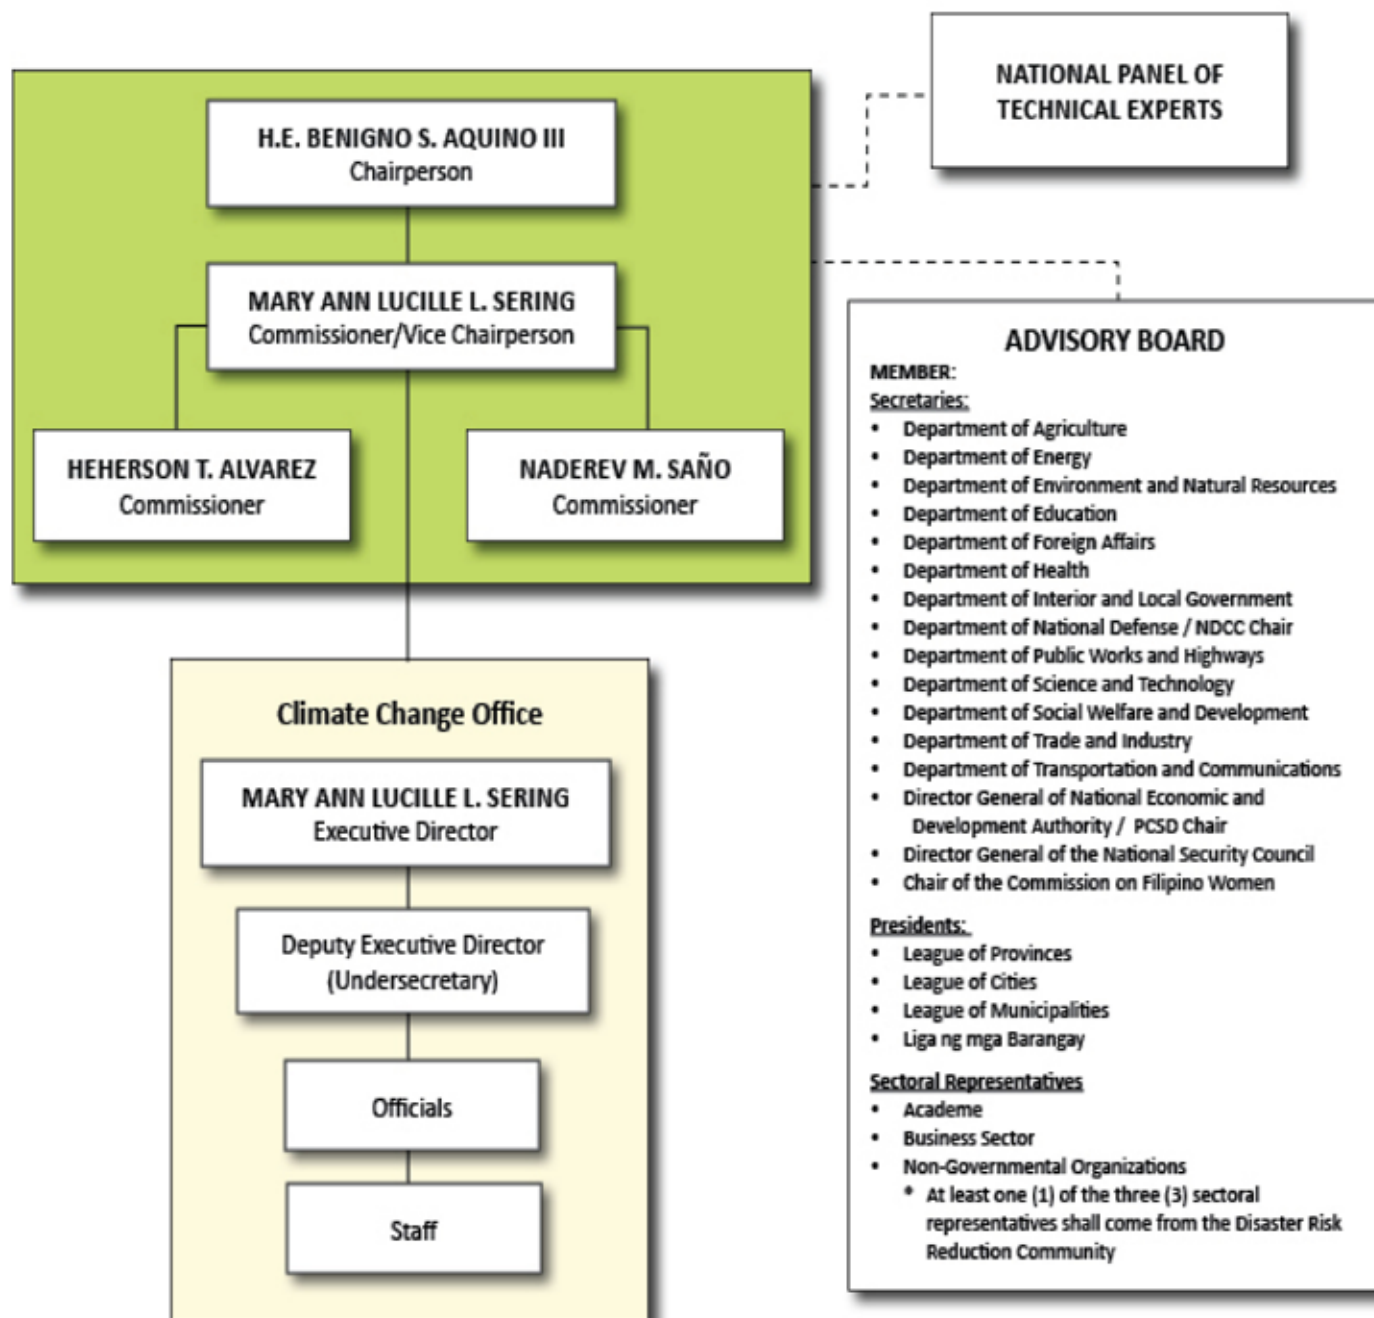 NATIONAL PANEL OF
TECHNICAL EXPERTS
H.E. BENIGNO S. AQUINO III
Chairperson
MARY ANN LUCILLE L. SERING
Commissioner/Vice Chairperson
HEHERSON T. ALVAREZ
Commissioner
NADEREV M. SAÑO
Commissioner
Climate Change Office
MARY ANN LUCILLE L. SERING
Executive Director
Deputy Executive Director
(Undersecretary)
Officials
Staff
ADVISORY BOARD
MEMBER:
Secretaries:
• Department of Agriculture
• Department of Energy
• Department of Environment and Natural Resources
• Department of Education
• Department of Foreign Affairs
• Department of Health
• Department of Interior and Local Government
• Department of National Defense / NDCC Chair
• Department of Public Works and Highways
• Department of Science and Technology
• Department of Social Welfare and Development
• Department of Trade and Industry
• Department of Transportation and Communications
• Director General of National Economic and
Development Authority / PCSD Chair
• Director General of the National Security Council
• Chair of the Commission on Filipino Women
Presidents:
• League of Provinces
• League of Cities
• League of Municipalities
• Liga ng mga Barangay
Sectoral Representatives
• Academe
• Business Sector
• Non-Governmental Organizations
* At least one (1) of the three (3) sectoral
representatives shall come from the Disaster Risk
Reduction Community